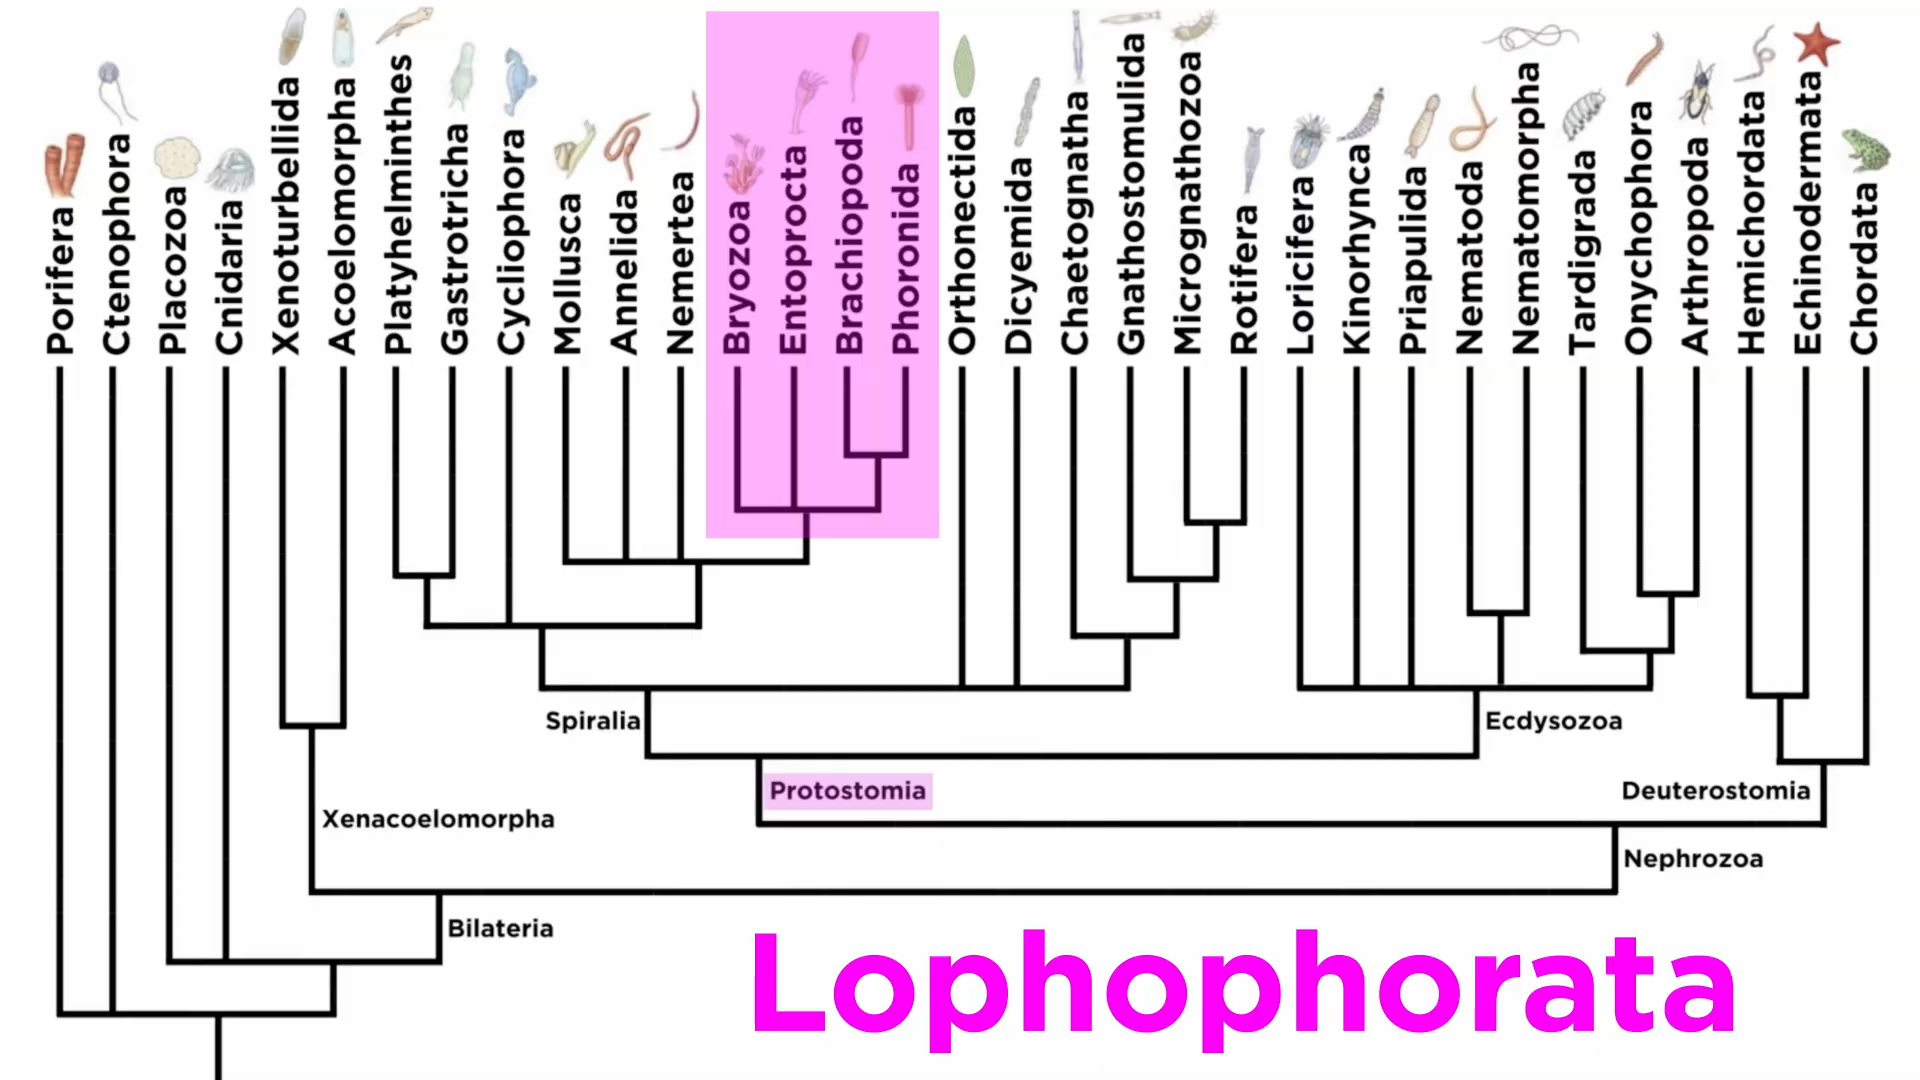 Porifera
Ctenophora
Placozoa
Cnidaria
Xenoturbellida
Acoelomorpha
Platyhelminthes
Gastrotricha
Cycliophora
Mollusca
Annelida
Nemertea
Bryozoa
Entoprocta
Brachiopoda
Phoronida
Orthonectida
Dicyemida
Chaetognatha
Gnathostomulida
Micrognathozoa
Rotifera
Loricifera
Kinorhynca
Priapulida
Nematoda
Nematomorpha
Tardigrada
Onychophora
Arthropoda
Hemichordata
Echinodermata
Chordata
Spiralia
Ecdysozoa
Protostomia
Deuterostomia
Xenacoelomorpha
Nephrozoa
Bilateria
Lophophorata